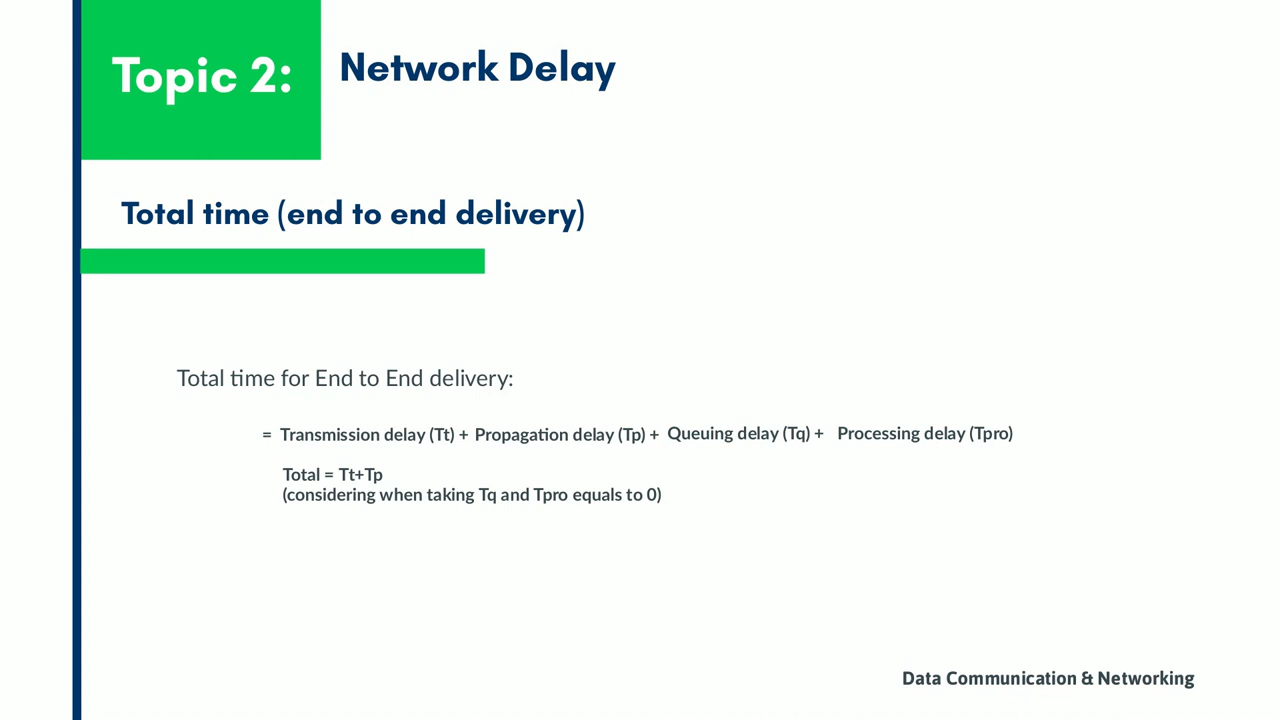 Topic 2:
Network Delay
Total time (end to end delivery)
Total time for End to End delivery:
= Transmission delay (Tt) + Propagation delay (Tp) + Queuing delay (Tq) + Processing delay (Tpro)
Total = Tt+Tp
(considering when taking Tq and Tpro equals to 0)
Data Communication & Networking